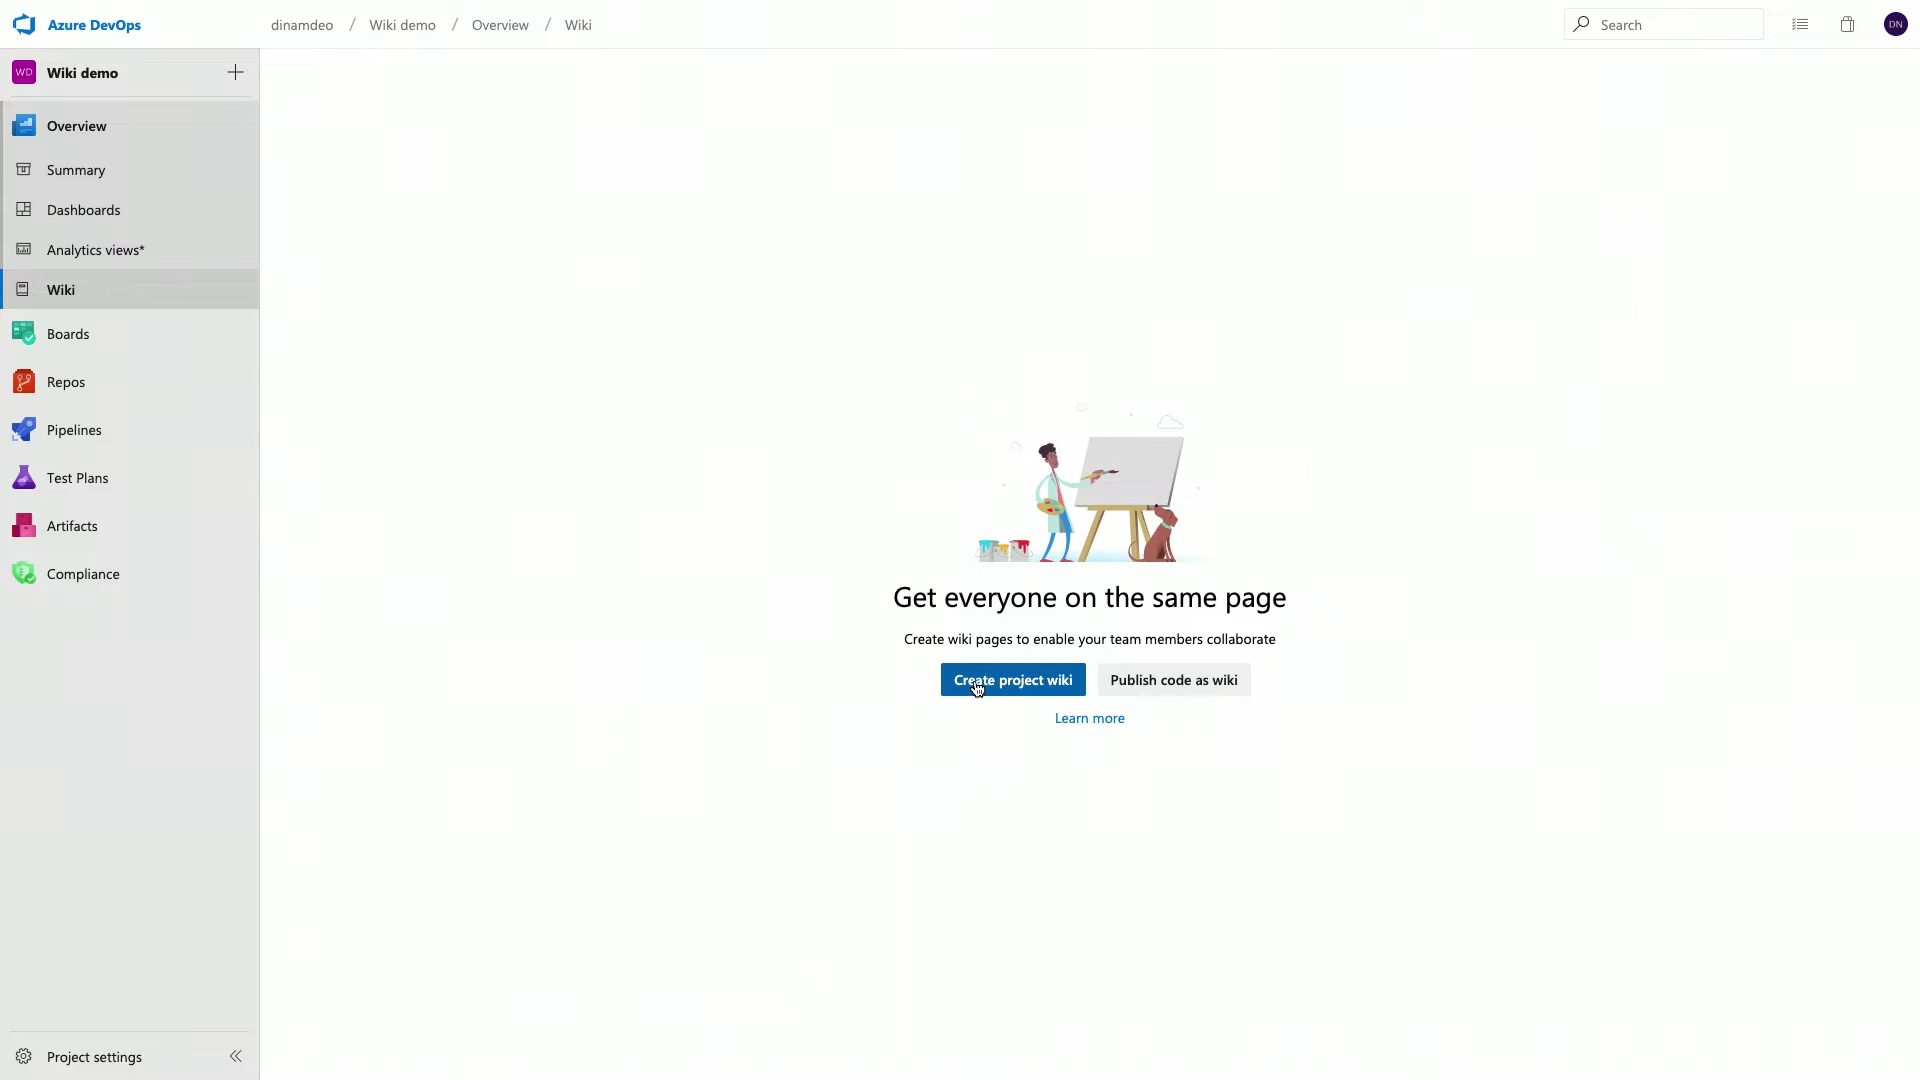 Azure DevOps
dinamdeo / Wiki demo / Overview / Wiki
Search
DN
WD Wiki demo
Overview
Summary
Dashboards
Analytics views*
Wiki
Boards
Repos
Pipelines
Test Plans
Artifacts
Compliance
Get everyone on the same page
Create wiki pages to enable your team members collaborate
Create project wiki
Publish code as wiki
Learn more
Project settings